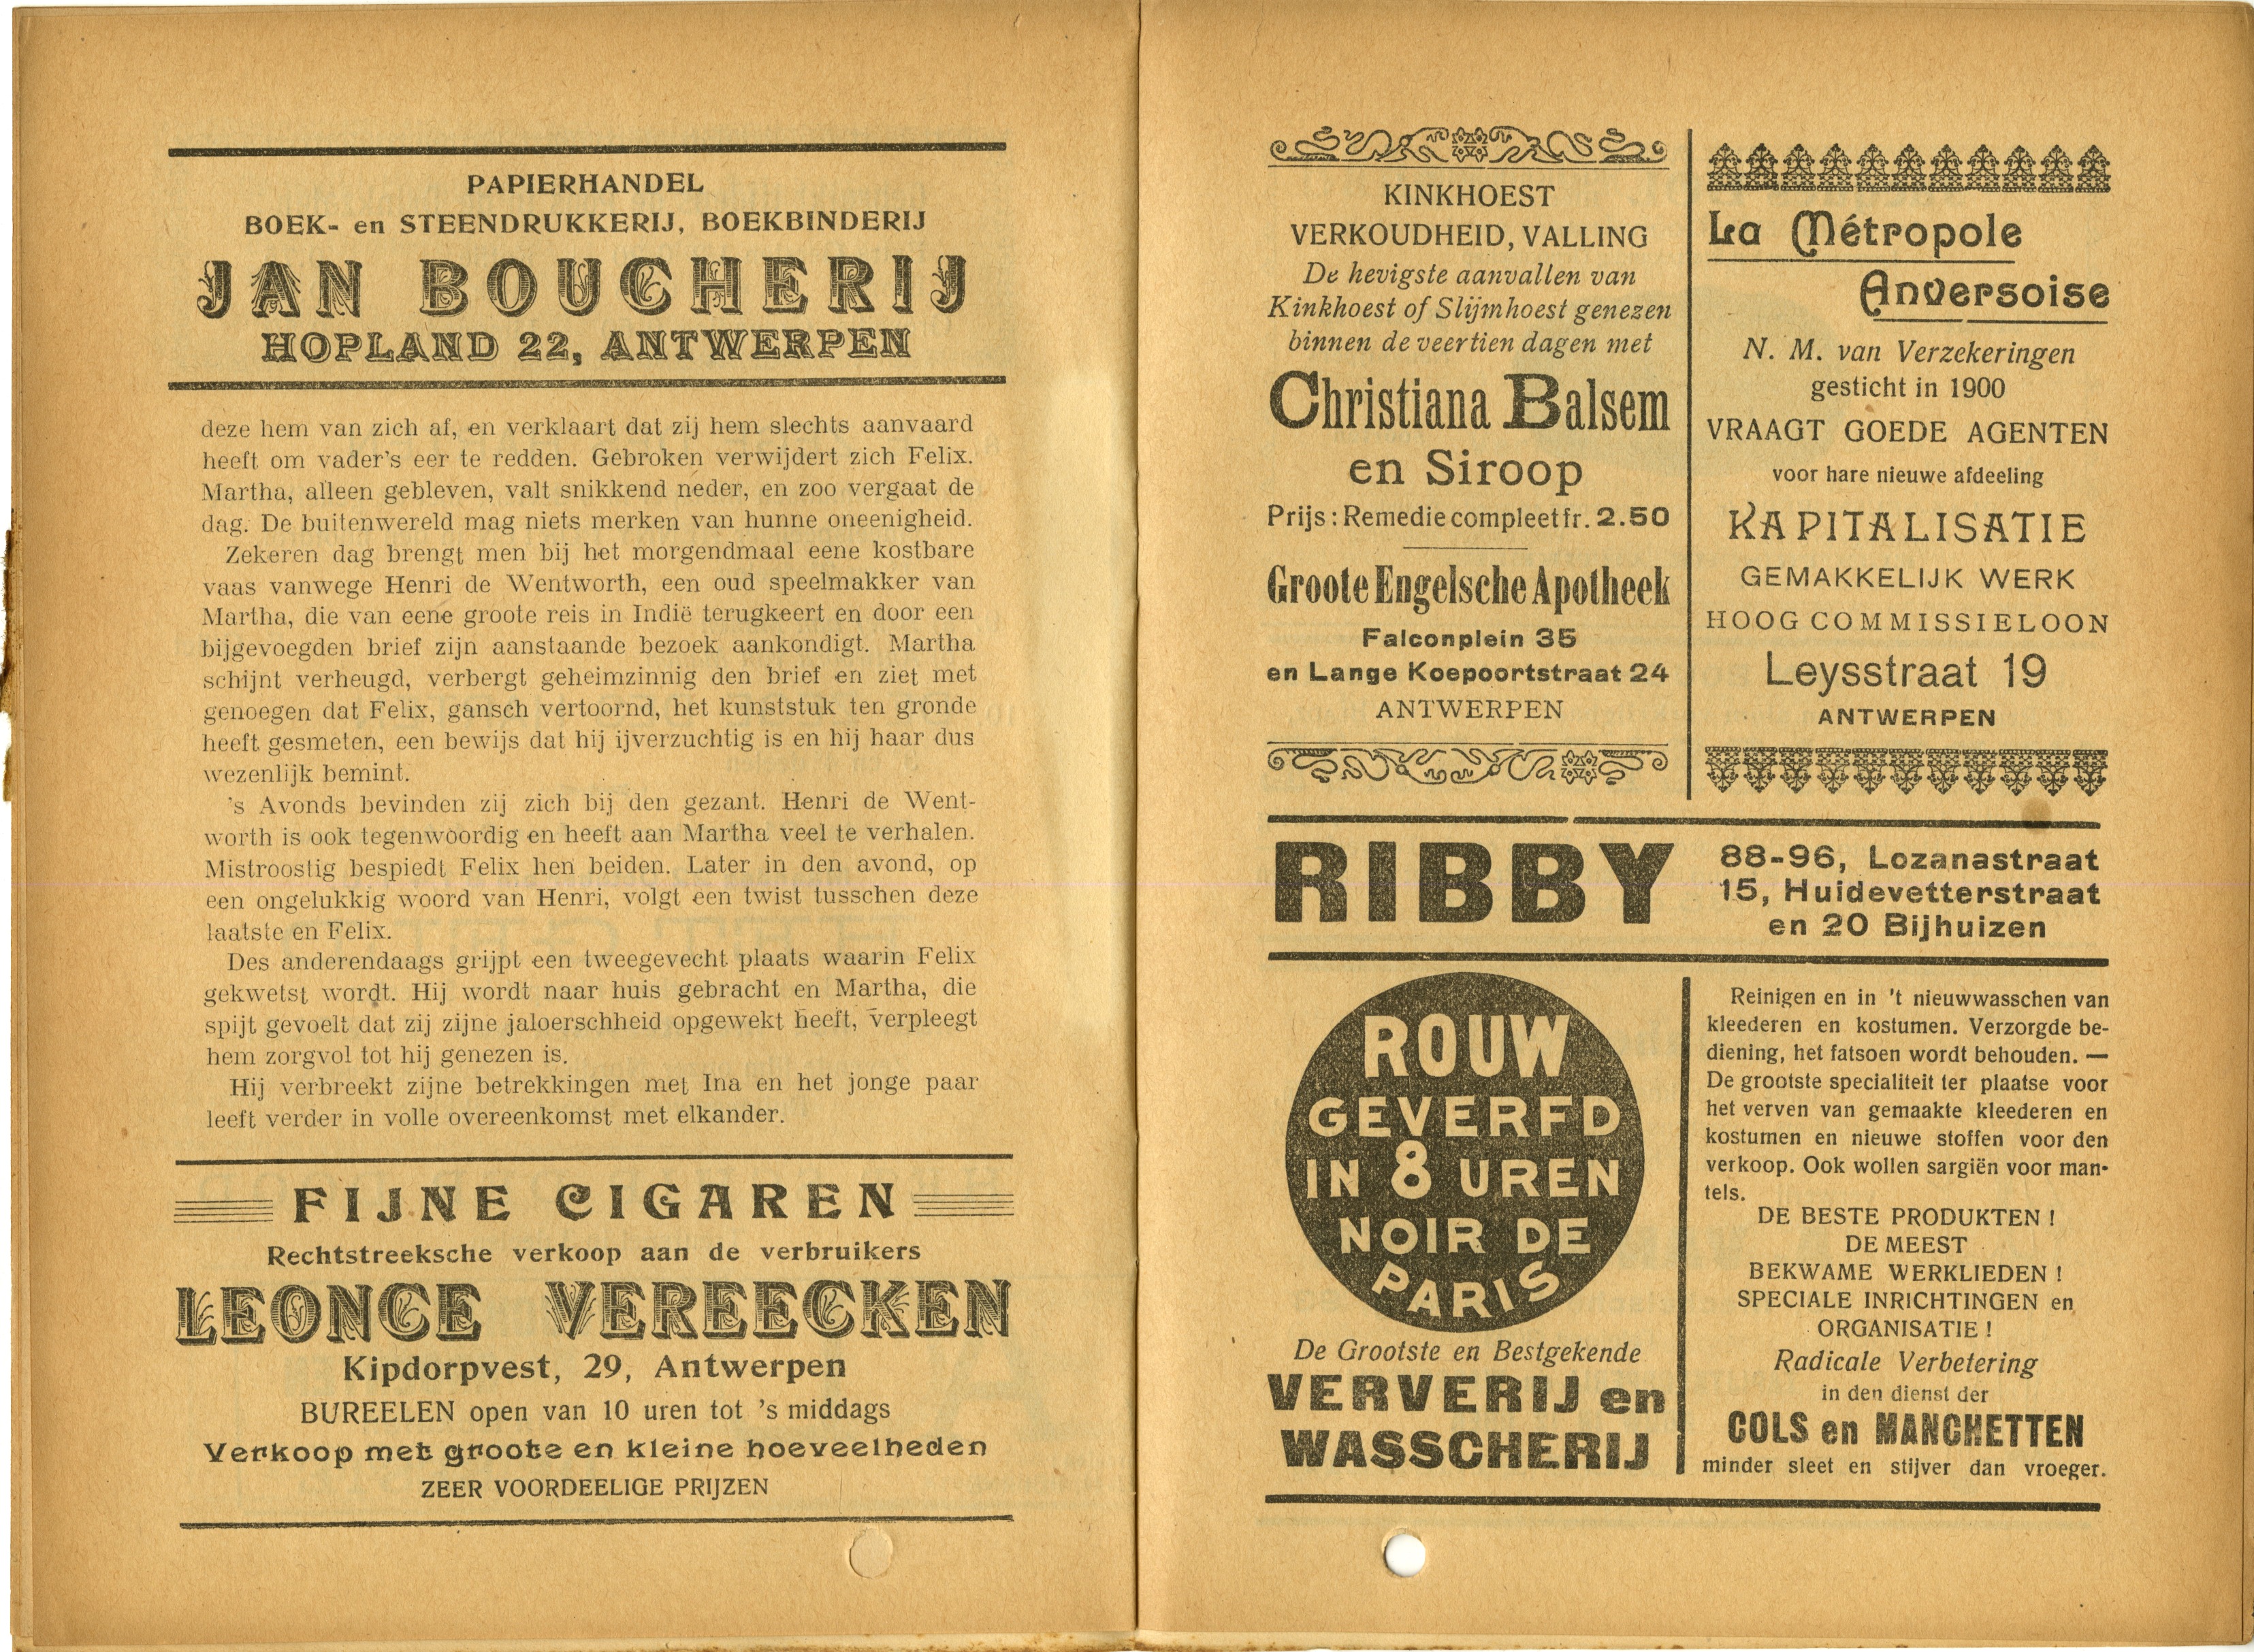 PAPIERHANDEL
BOEK- en STEENDRUKKERIJ, BOEKBINDERIJ
JAN BOUCHERIJ
HOPLAND 22, ANTWERPEN
deze hem van zich af, en verklaart dat zij hem slechts aanvaard
heeft om vader's eer te redden. Gebroken verwijdert zich Felix.
Martha, alleen gebleven, valt snikkend neder, en zoo vergaat de
dag. De buitenwereld mag niets merken van hunne oneenigheid.
Zekeren dag brengt men bij het morgendmaal eene kostbare
vaas vanwege Henri de Wentworth, een oud speelmakker van
Martha, die van eene groote reis in Indië terugkeert en door een
bijgevoegden brief zijn aanstaande bezoek aankondigt. Martha
schijnt verheugd, verbergt geheimzinnig den brief en ziet met
genoegen dat Felix, gansch vertoornd, het kunststuk ten gronde
heeft gesmeten, een bewijs dat hij ijverzuchtig is en hij haar dus
wezenlijk bemint.
's Avonds bevinden zij zich bij den gezant. Henri de Went-
worth is ook tegenwoordig en heeft aan Martha veel te verhalen.
Mistroostig bespiedt Felix hen beiden. Later in den avond, op
een ongelukkig woord van Henri, volgt een twist tusschen deze
laatste en Felix.
Des anderendaags grijpt een tweegevecht plaats waarin Felix
gekwetst wordt. Hij wordt naar huis gebracht en Martha, die
spijt gevoelt dat zij zijne jaloerschheid opgewekt heeft, verpleegt
hem zorgvol tot hij genezen is.
Hij verbreekt zijne betrekkingen met Ina en het jonge paar
leeft verder in volle overeenkomst met elkander.
FIJNE CIGAREN
Rechtstreeksche verkoop aan de verbruikers
LEONCE VEREECKEN
Kipdorpvest, 29, Antwerpen
BUREELEN open van 10 uren tot 's middags
Verkoop met groote en kleine hoeveelheden
ZEER VOORDEELIGE PRIJZEN
KINKHOEST
VERKOUDHEID, VALLING
De hevigste aanvallen van
Kinkhoest of Slijmhoest genezen
binnen de veertien dagen met
Christiana Balsem
en Siroop
Prijs: Remedie compleet fr. 2.50
Groote Engelsche Apotheek
Falconplein 35
en Lange Koepoortstraat 24
ANTWERPEN
La Métropole
Anversoise
N. M. van Verzekeringen
gesticht in 1900
VRAAGT GOEDE AGENTEN
voor hare nieuwe afdeeling
KAPITALISATIE
GEMAKKELIJK WERK
HOOG COMMISSIELOON
Leysstraat 19
ANTWERPEN
RIBBY
88-96, Lozanastraat
15, Huidevetterstraat
en 20 Bijhuizen
ROUW
GEVERFD
IN 8 UREN
NOIR DE
PARIS
De Grootste en Bestgekende
VERVERIJ en
WASSCHERIJ
Reinigen en in 't nieuwwasschen van
kleederen en kostumen. Verzorgde be-
diening, het fatsoen wordt behouden. —
De grootste specialiteit ter plaatse voor
het verven van gemaakte kleederen en
kostumen en nieuwe stoffen voor den
verkoop. Ook wollen sargiën voor man-
tels.
DE BESTE PRODUKTEN !
DE MEEST
BEKWAME WERKLIEDEN !
SPECIALE INRICHTINGEN en
ORGANISATIE !
Radicale Verbetering
in den dienst der
COLS en MANCHETTEN
minder sleet en stijver dan vroeger.